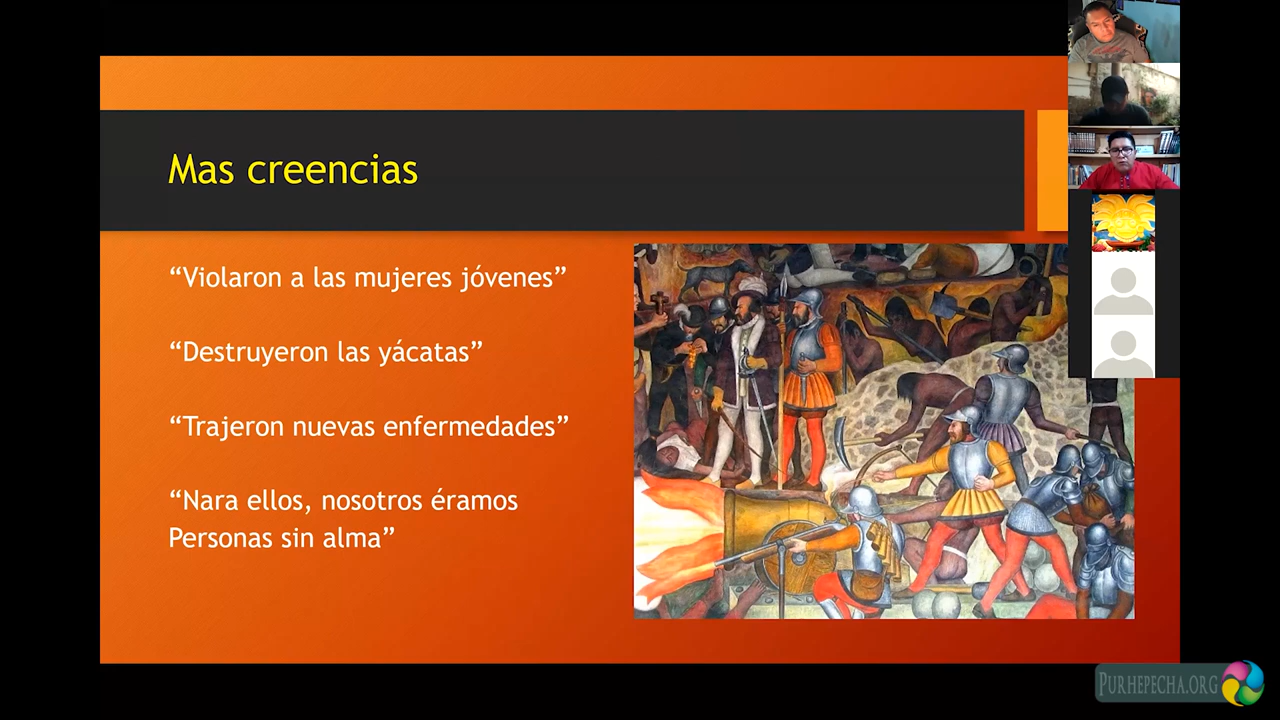 Mas creencias
“Violaron a las mujeres jóvenes”
“Destruyeron las yácatas”
“Trajeron nuevas enfermedades”
“Nara ellos, nosotros éramos
Personas sin alma”
PURHEPECHA.ORG